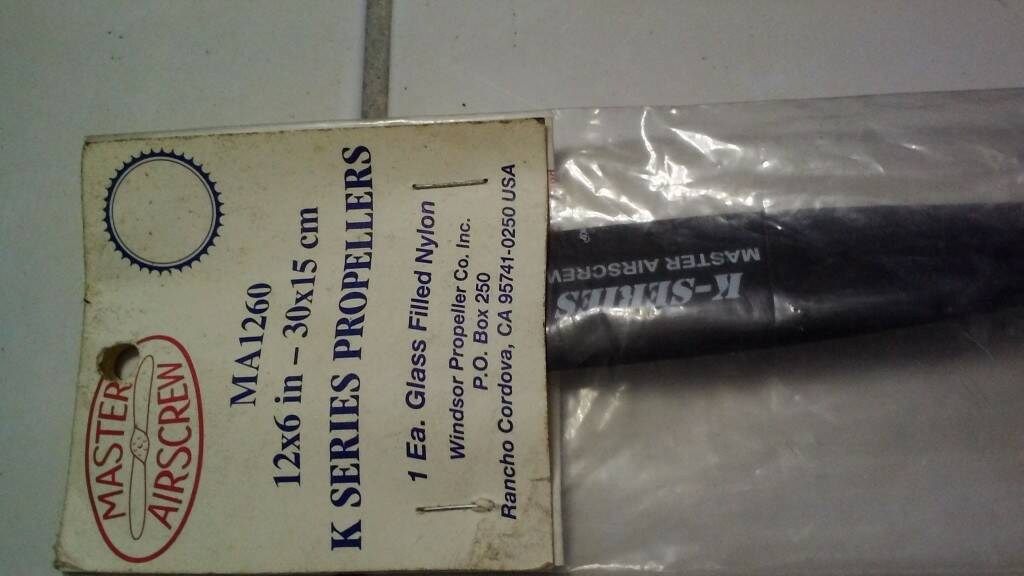 MASTER
AIRSCREW
MA1260
12x6 in – 30x15 cm
K SERIES PROPELLERS
1 Ea. Glass Filled Nylon
Windsor Propeller Co. Inc.
P.O. Box 250
Rancho Cordova, CA 95741-0250 USA
K-SERIES
MASTER AIRSCREW